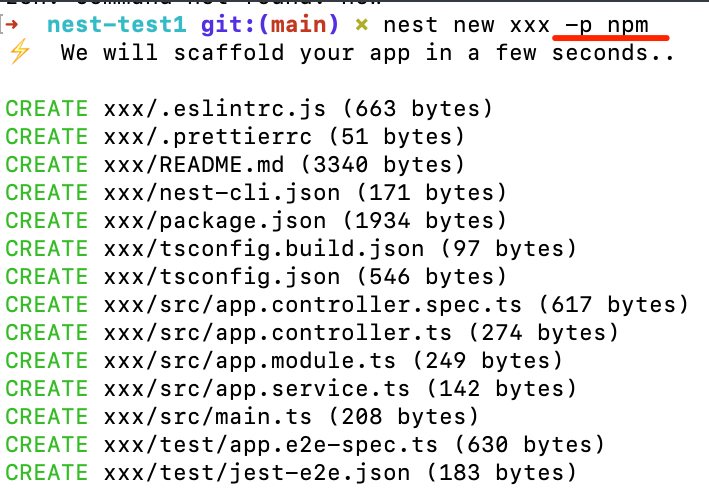 ➜ nest-test1 git:(main) ✗ nest new xxx -p npm
⚡ We will scaffold your app in a few seconds..
CREATE xxx/.eslintrc.js (663 bytes)
CREATE xxx/.prettierrc (51 bytes)
CREATE xxx/README.md (3340 bytes)
CREATE xxx/nest-cli.json (171 bytes)
CREATE xxx/package.json (1934 bytes)
CREATE xxx/tsconfig.build.json (97 bytes)
CREATE xxx/tsconfig.json (546 bytes)
CREATE xxx/src/app.controller.spec.ts (617 bytes)
CREATE xxx/src/app.controller.ts (274 bytes)
CREATE xxx/src/app.module.ts (249 bytes)
CREATE xxx/src/app.service.ts (142 bytes)
CREATE xxx/src/main.ts (208 bytes)
CREATE xxx/test/app.e2e-spec.ts (630 bytes)
CREATE xxx/test/jest-e2e.json (183 bytes)